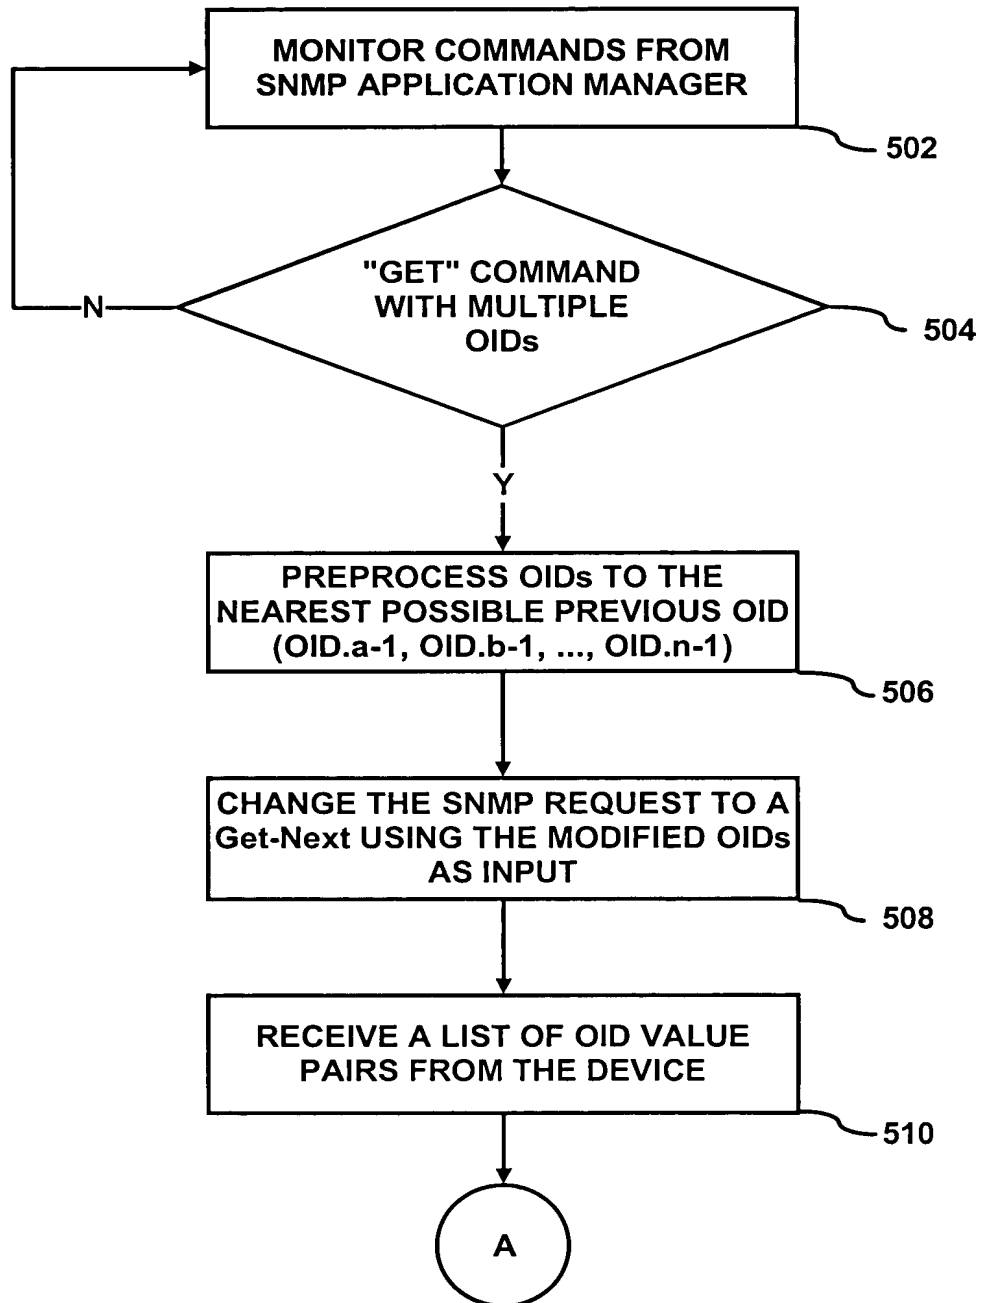 MONITOR COMMANDS FROM
SNMP APPLICATION MANAGER
502
"GET" COMMAND
WITH MULTIPLE
OIDs
504
N
Y
PREPROCESS OIDs TO THE
NEAREST POSSIBLE PREVIOUS OID
(OID.a-1, OID.b-1, ..., OID.n-1)
506
CHANGE THE SNMP REQUEST TO A
Get-Next USING THE MODIFIED OIDs
AS INPUT
508
RECEIVE A LIST OF OID VALUE
PAIRS FROM THE DEVICE
510
A